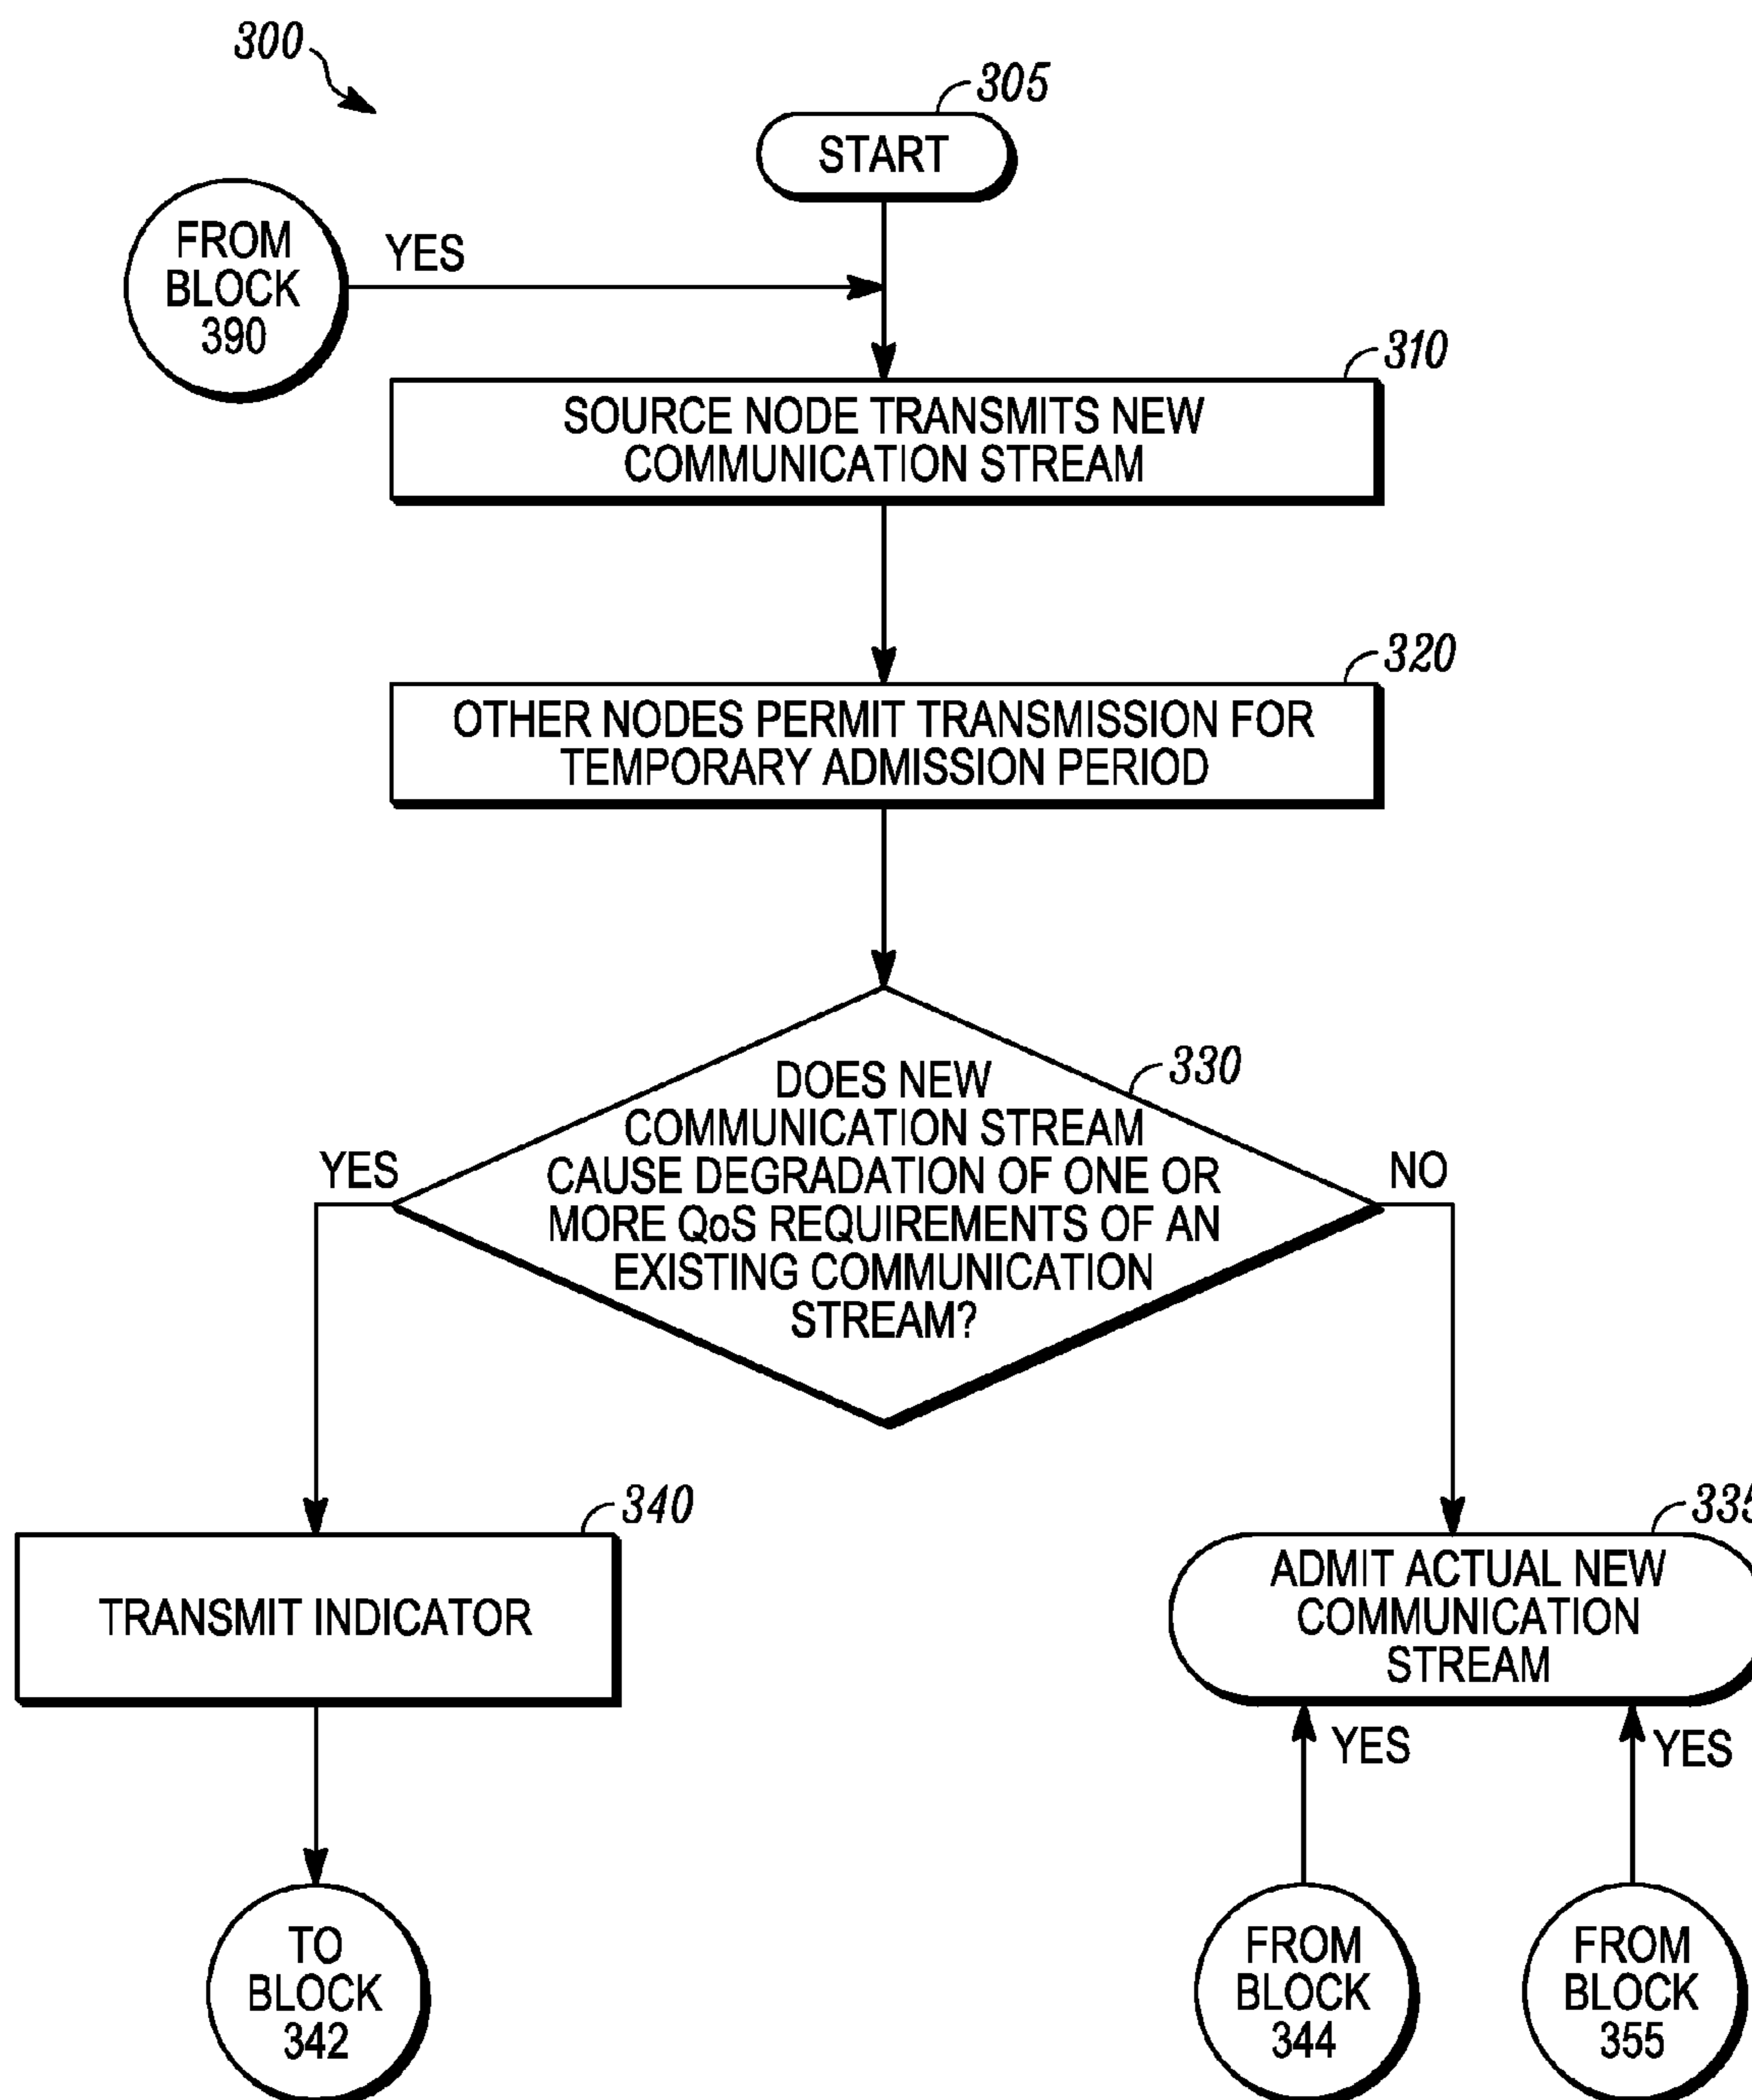 300
305
START
FROM
BLOCK
390
YES
310
SOURCE NODE TRANSMITS NEW
COMMUNICATION STREAM
320
OTHER NODES PERMIT TRANSMISSION FOR
TEMPORARY ADMISSION PERIOD
330
DOES NEW
COMMUNICATION STREAM
CAUSE DEGRADATION OF ONE OR
MORE QoS REQUIREMENTS OF AN
EXISTING COMMUNICATION
STREAM?
YES
NO
340
TRANSMIT INDICATOR
335
ADMIT ACTUAL NEW
COMMUNICATION
STREAM
YES
YES
TO
BLOCK
342
FROM
BLOCK
344
FROM
BLOCK
355